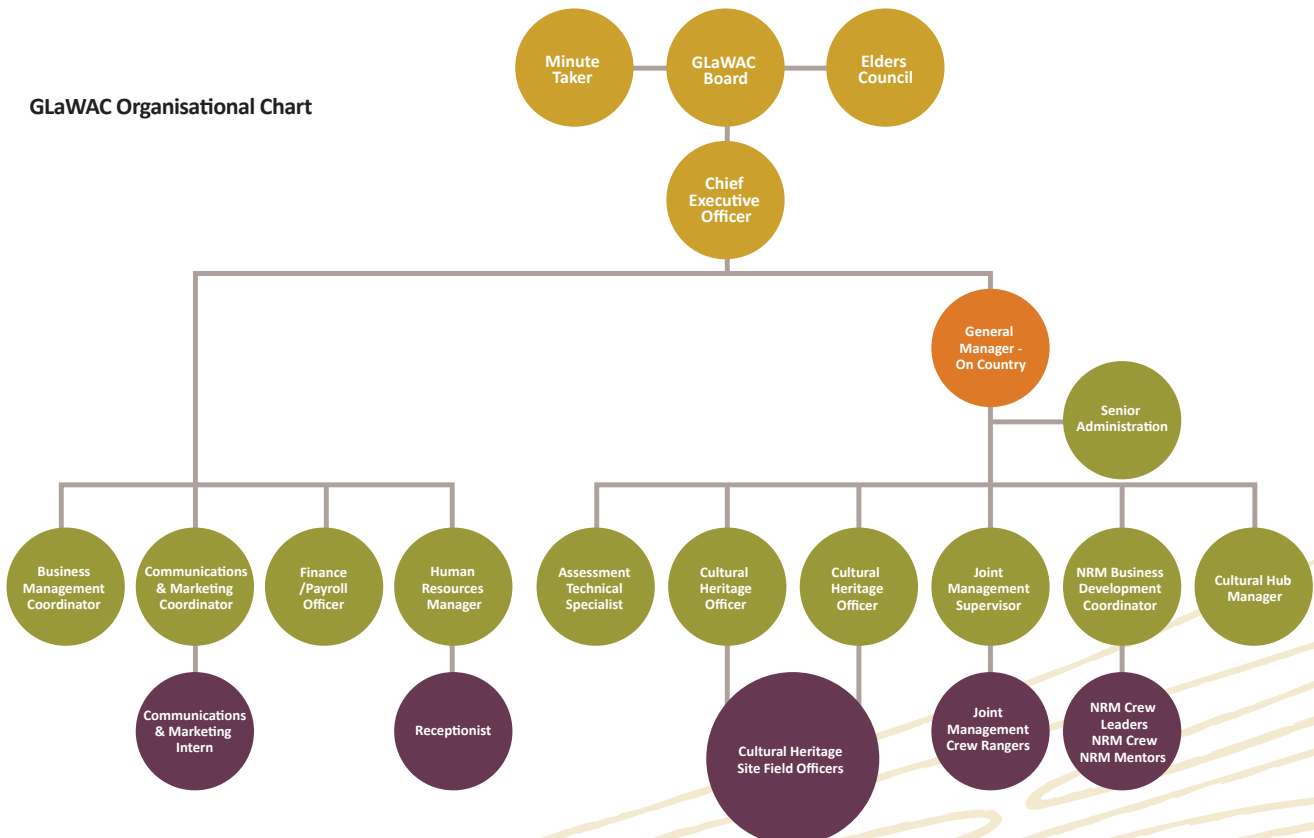 Minute
Taker
GLaWAC
Board
Elders
Council
GLaWAC Organisational Chart
Chief
Executive
Officer
General
Manager -
On Country
Senior
Administration
Business
Management
Coordinator
Communications
& Marketing
Coordinator
Finance
/Payroll
Officer
Human
Resources
Manager
Assessment
Technical
Specialist
Cultural
Heritage
Officer
Cultural
Heritage
Officer
Joint
Management
Supervisor
NRM Business
Development
Coordinator
Cultural Hub
Manager
Communications
& Marketing
Intern
Receptionist
Cultural Heritage
Site Field Officers
Joint
Management
Crew Rangers
NRM Crew
Leaders
NRM Crew
NRM Mentors